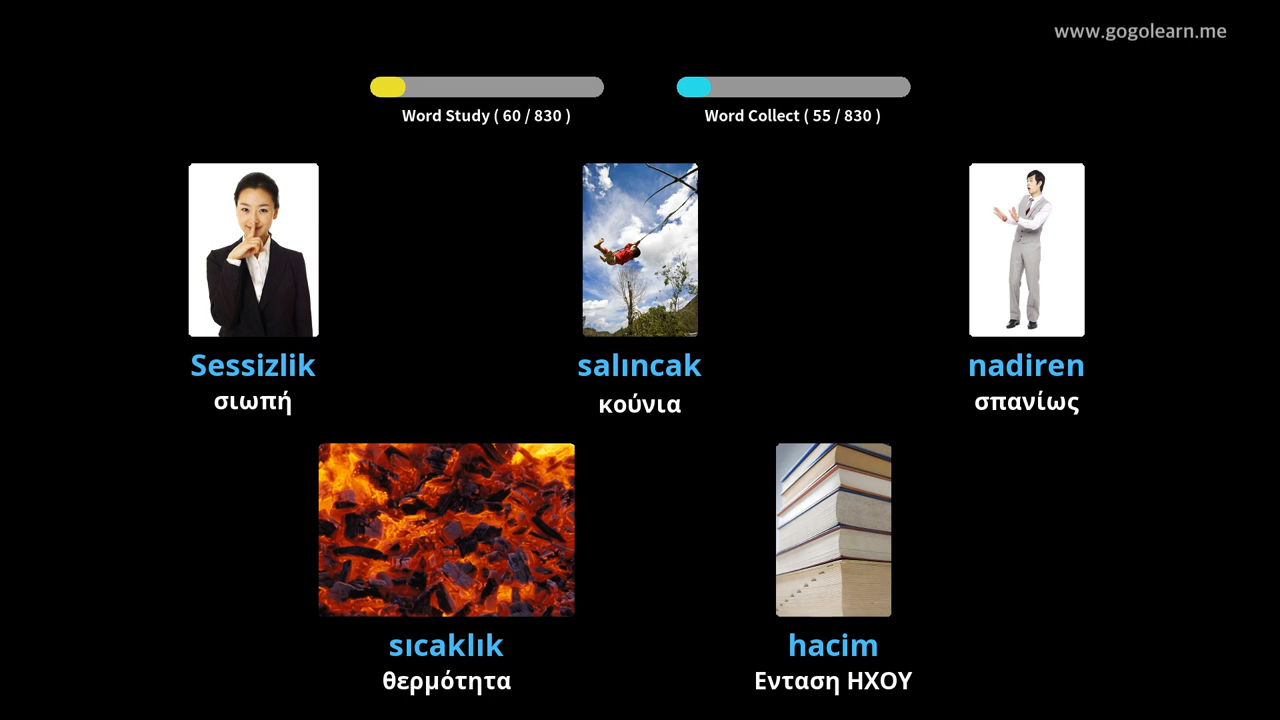 www.gogolearn.me
Word Study ( 60 / 830 )
Word Collect ( 55 / 830 )
Sessizlik
σιωπή
salıncak
κούνια
nadiren
σπανίως
sıcaklık
θερμότητα
hacim
Ενταση ΗΧΟΥ